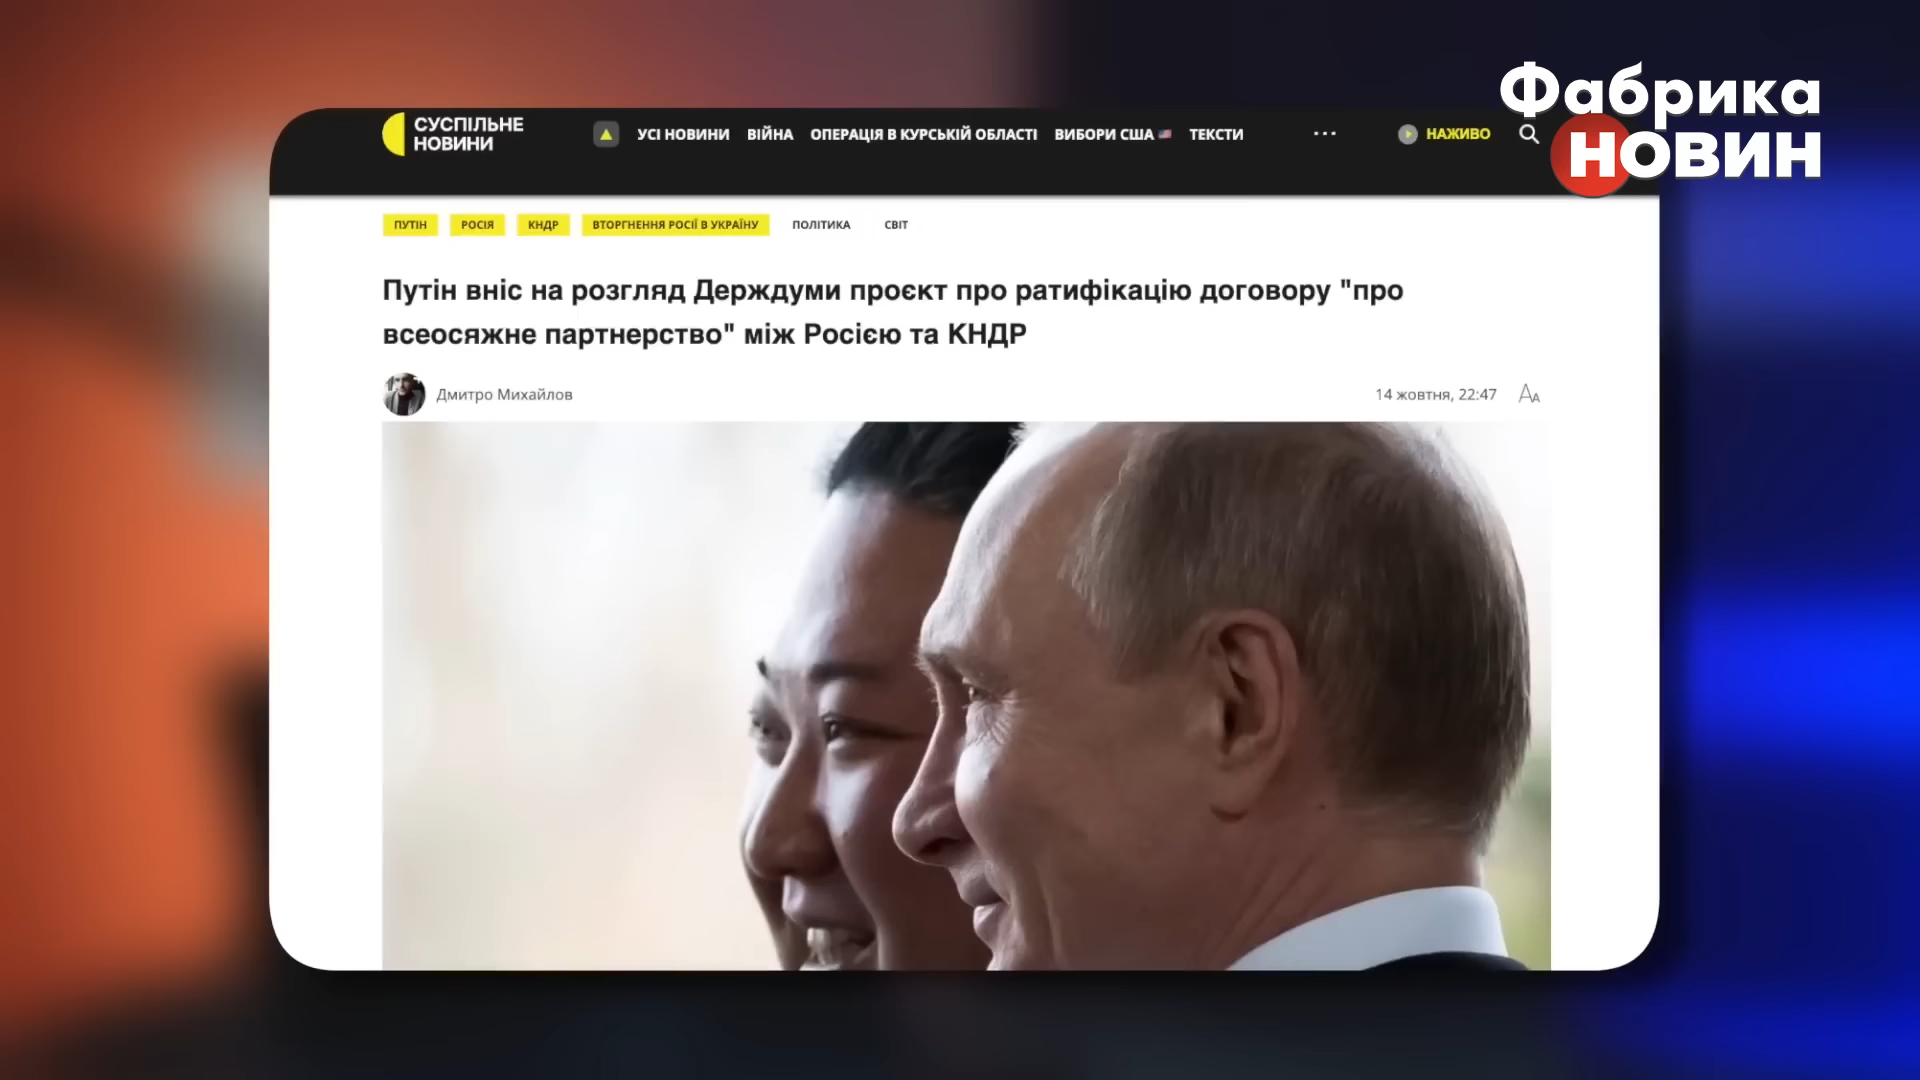 Фабрика
новин
СУСПІЛЬНЕ
НОВИНИ
УСІ НОВИНИ ВІЙНА ОПЕРАЦІЯ В КУРСЬКІЙ ОБЛАСТІ ВИБОРИ США ТЕКСТИ ... НАЖИВО
ПУТІН РОСІЯ КНДР ВТОРГНЕННЯ РОСІЇ В УКРАЇНУ ПОЛІТИКА СВІТ
Путін вніс на розгляд Держдуми проєкт про ратифікацію договору "про
всеосяжне партнерство" між Росією та КНДР
Дмитро Михайлов 14 жовтня, 22:47 AA